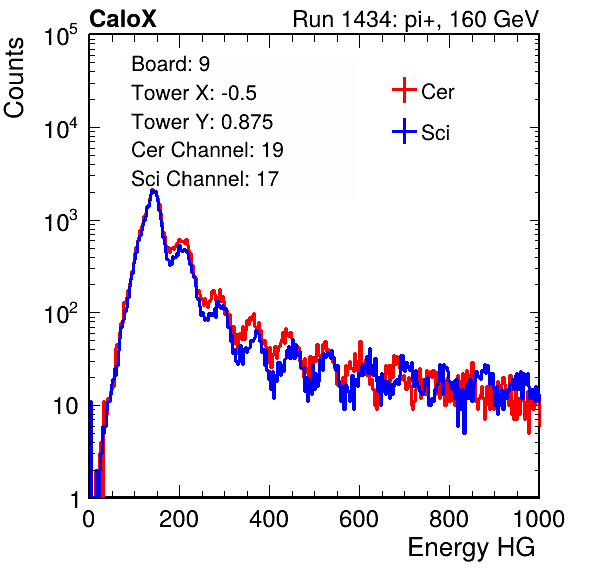 CaloX Run 1434: pi+, 160 GeV
Board: 9
Tower X: -0.5
Tower Y: 0.875
Cer Channel: 19
Sci Channel: 17
Cer
Sci
Counts
10^5
10^4
10^3
10^2
10
1
0 200 400 600 800 1000
Energy HG